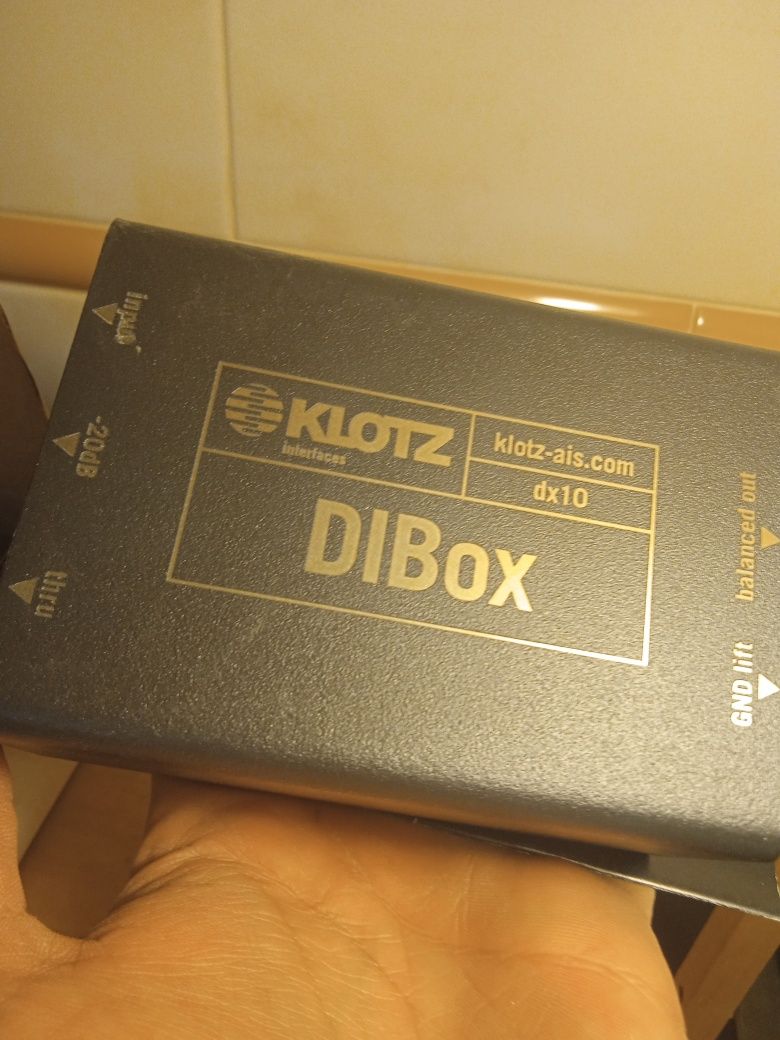 input
-20dB
thru
KLOTZ
interfaces
klotz-ais.com
dx10
DIBox
balanced out
GND lift